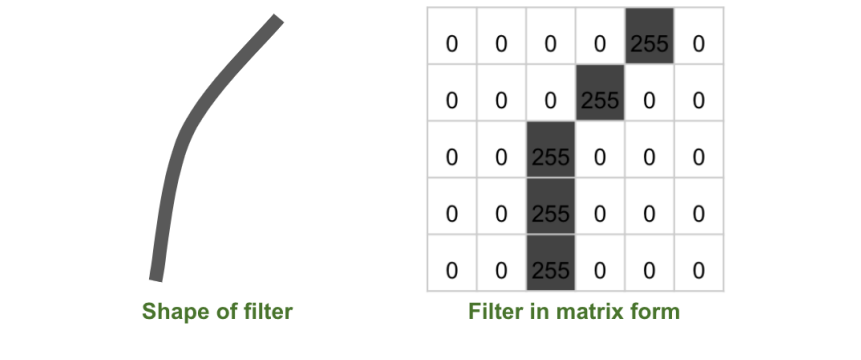 0 0 0 0 255 0
0 0 0 255 0 0
0 0 255 0 0 0
0 0 255 0 0 0
0 0 255 0 0 0
Shape of filter
Filter in matrix form